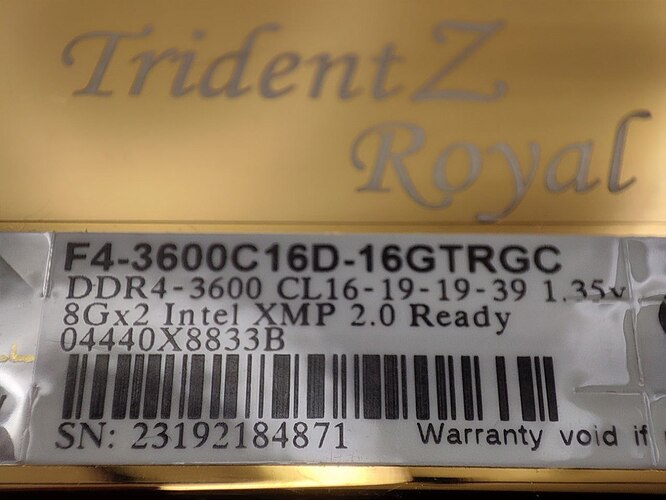 TridentZ
Royal
F4-3600C16D-16GTRGC
DDR4-3600 CL16-19-19-39 1.35v
8Gx2 Intel XMP 2.0 Ready
04440X8833B
SN: 23192184871
Warranty void if